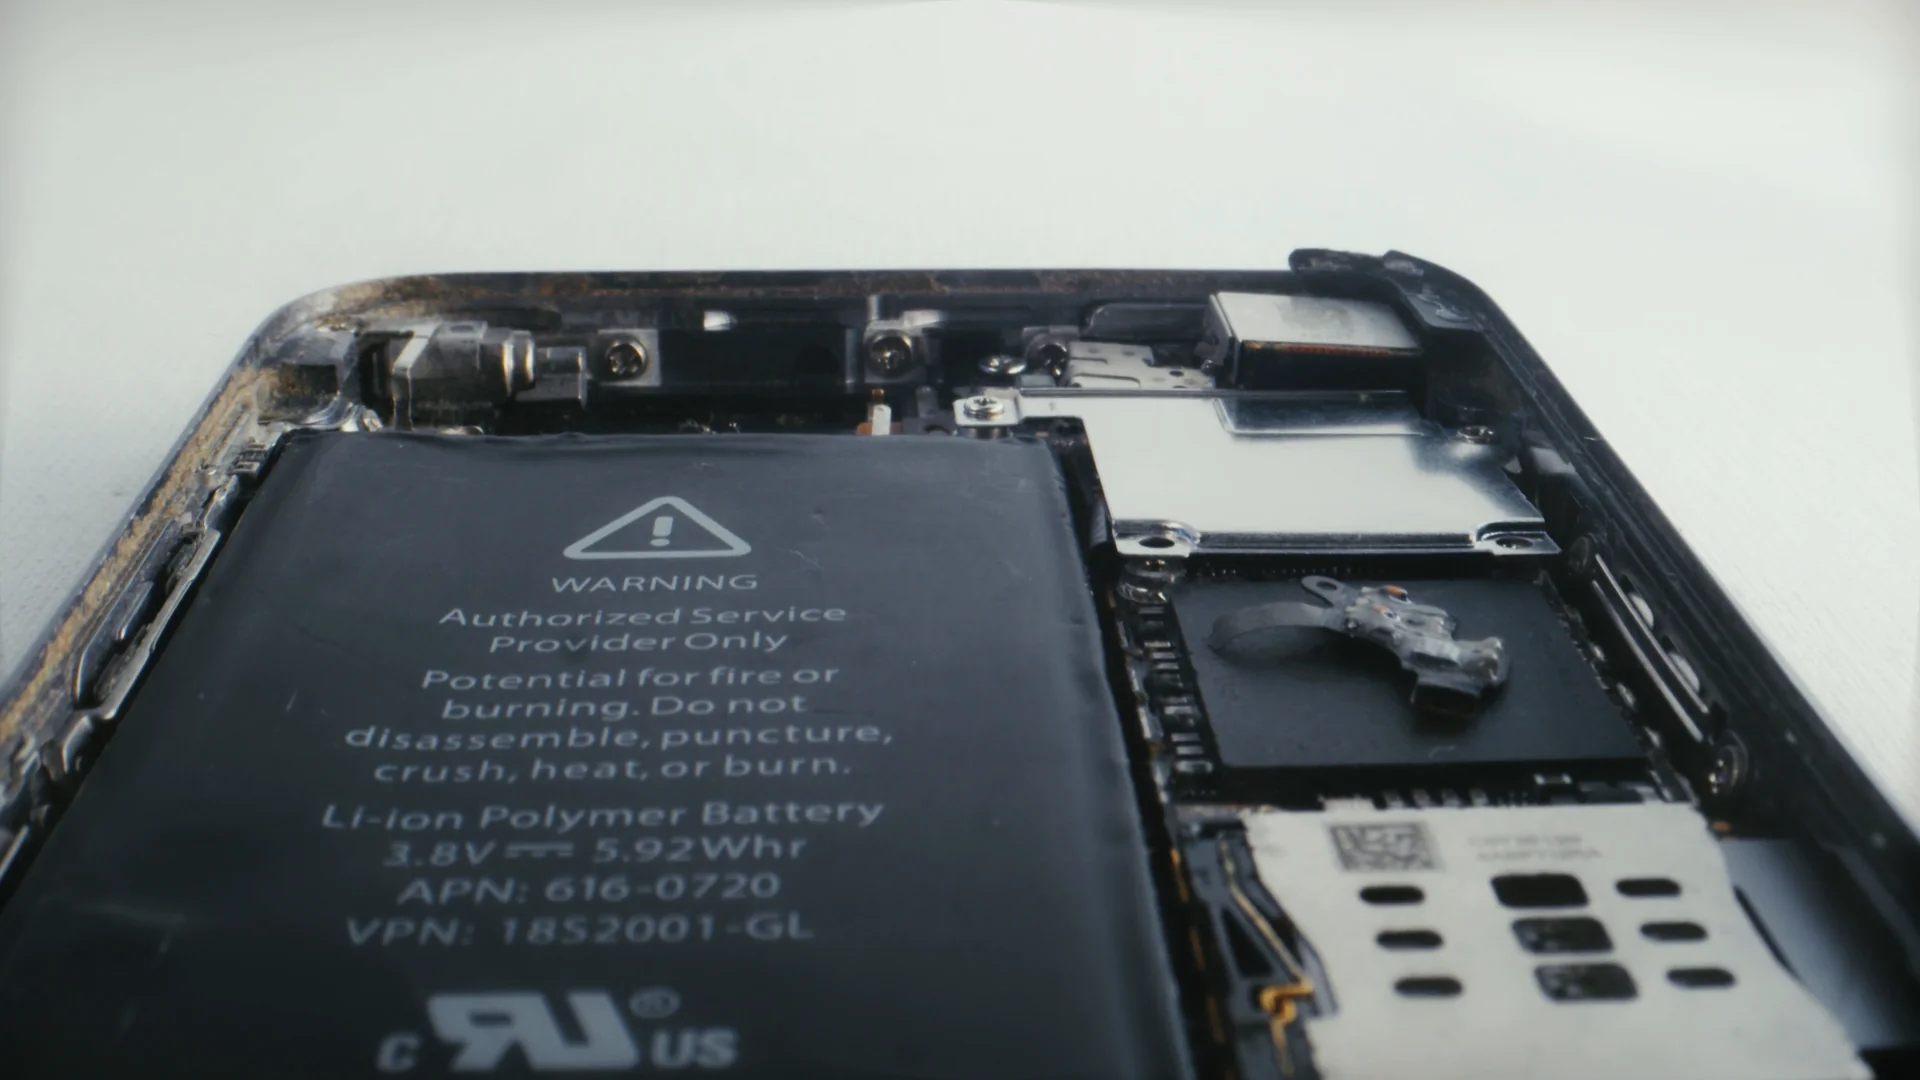 WARNING
Authorized Service
Provider Only
Potential for fire or
burning. Do not
disassemble, puncture,
crush, heat, or burn.
Li-ion Polymer Battery
3.8V 5.92Whr
APN: 616-0720
VPN: 18S2001-GL
c RU® US